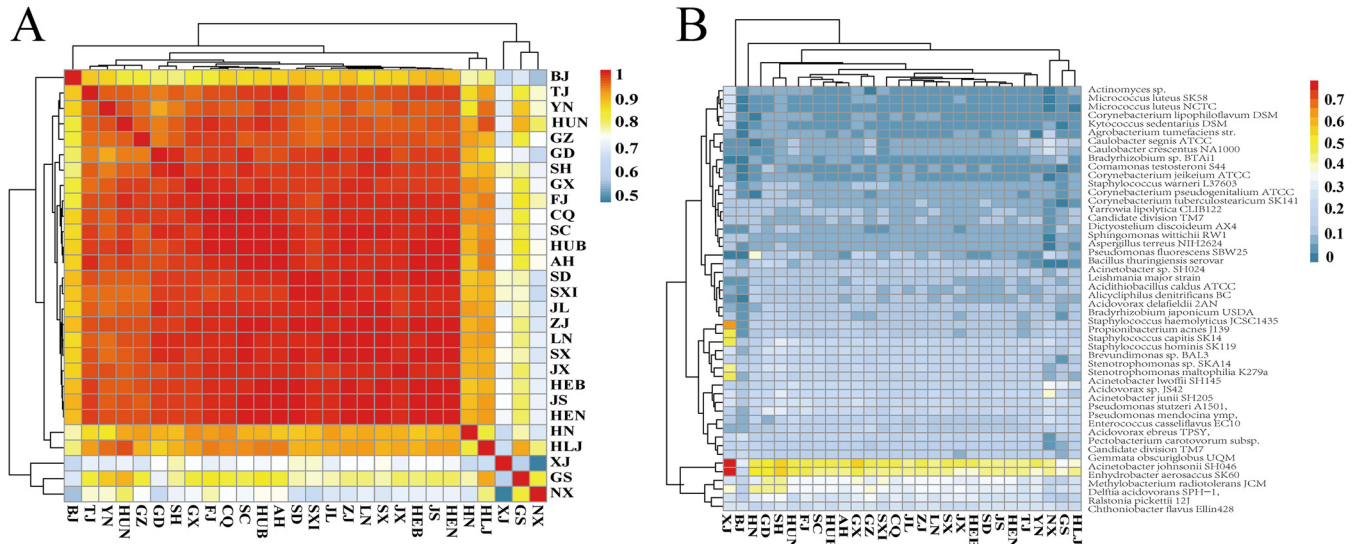 A
B
BJ
TJ
YN
HUN
GZ
GD
SH
GX
FJ
CQ
SC
HUB
AH
SD
SXI
JL
ZJ
LN
SX
JX
HEB
JS
HEN
HN
HLJ
XJ
GS
NX
1
0.9
0.8
0.7
0.6
0.5
BJ TJ YN HUN GZ GD SH GX FJ CQ SC HUB AH SD SXI JL ZJ LN SX JX HEB JS HEN HN HLJ XJ GS NX
Actinomyces sp.
Micrococcus luteus SK58
Micrococcus luteus NCTC
Corynebacterium lipophiloflavum DSM
Kytococcus sedentarius DSM
Agrobacterium tumefaciens str.
Caulobacter segnis ATCC
Caulobacter crescentus NA1000
Bradyrhizobium sp. BTAi1
Comamonas testosteroni S44
Corynebacterium jeikeium ATCC
Staphylococcus warneri L37603
Corynebacterium pseudogenitalium ATCC
Corynebacterium tuberculostearicum SK141
Yarrowia lipolytica CLIB122
Candidate division TM7
Dictyostelium discoideum AX4
Sphingomonas wittichii RW1
Aspergillus terreus NIH2624
Pseudomonas fluorescens SBW25
Bacillus thuringiensis serovar
Acinetobacter sp. SH024
Leishmania major strain
Acidithiobacillus caldus ATCC
Alicycliphilus denitrificans BC
Acidovorax delafieldii 2AN
Bradyrhizobium japonicum USDA
Staphylococcus haemolyticus JCSC1435
Propionibacterium acnes J139
Staphylococcus capitis SK14
Staphylococcus hominis SK119
Brevundimonas sp. BAL3
Stenotrophomonas sp. SKA14
Stenotrophomonas maltophilia K279a
Acinetobacter lwoffii SH145
Acidovorax sp. JS42
Acinetobacter junii SH205
Pseudomonas stutzeri A1501,
Pseudomonas mendocina ymp,
Enterococcus casseliflavus EC10
Acidovorax ebreus TPSY,
Pectobacterium carotovorum subsp.
Candidate division TM7
Gemmata obscuriglobus UQM
Acinetobacter johnsonii SH046
Enhydrobacter aerosaccus SK60
Methylobacterium radiotolerans JCM
Delftia acidovorans SPH-1,
Ralstonia pickettii 12J
Chthoniobacter flavus Ellin428
0.7
0.6
0.5
0.4
0.3
0.2
0.1
0
XJ BJ HN GD SH HUN FJ SC HUB AH GX GZ SXI CQ JL ZJ LN SX JX HEB SD JS HEN TJ YN NX GS HLJ